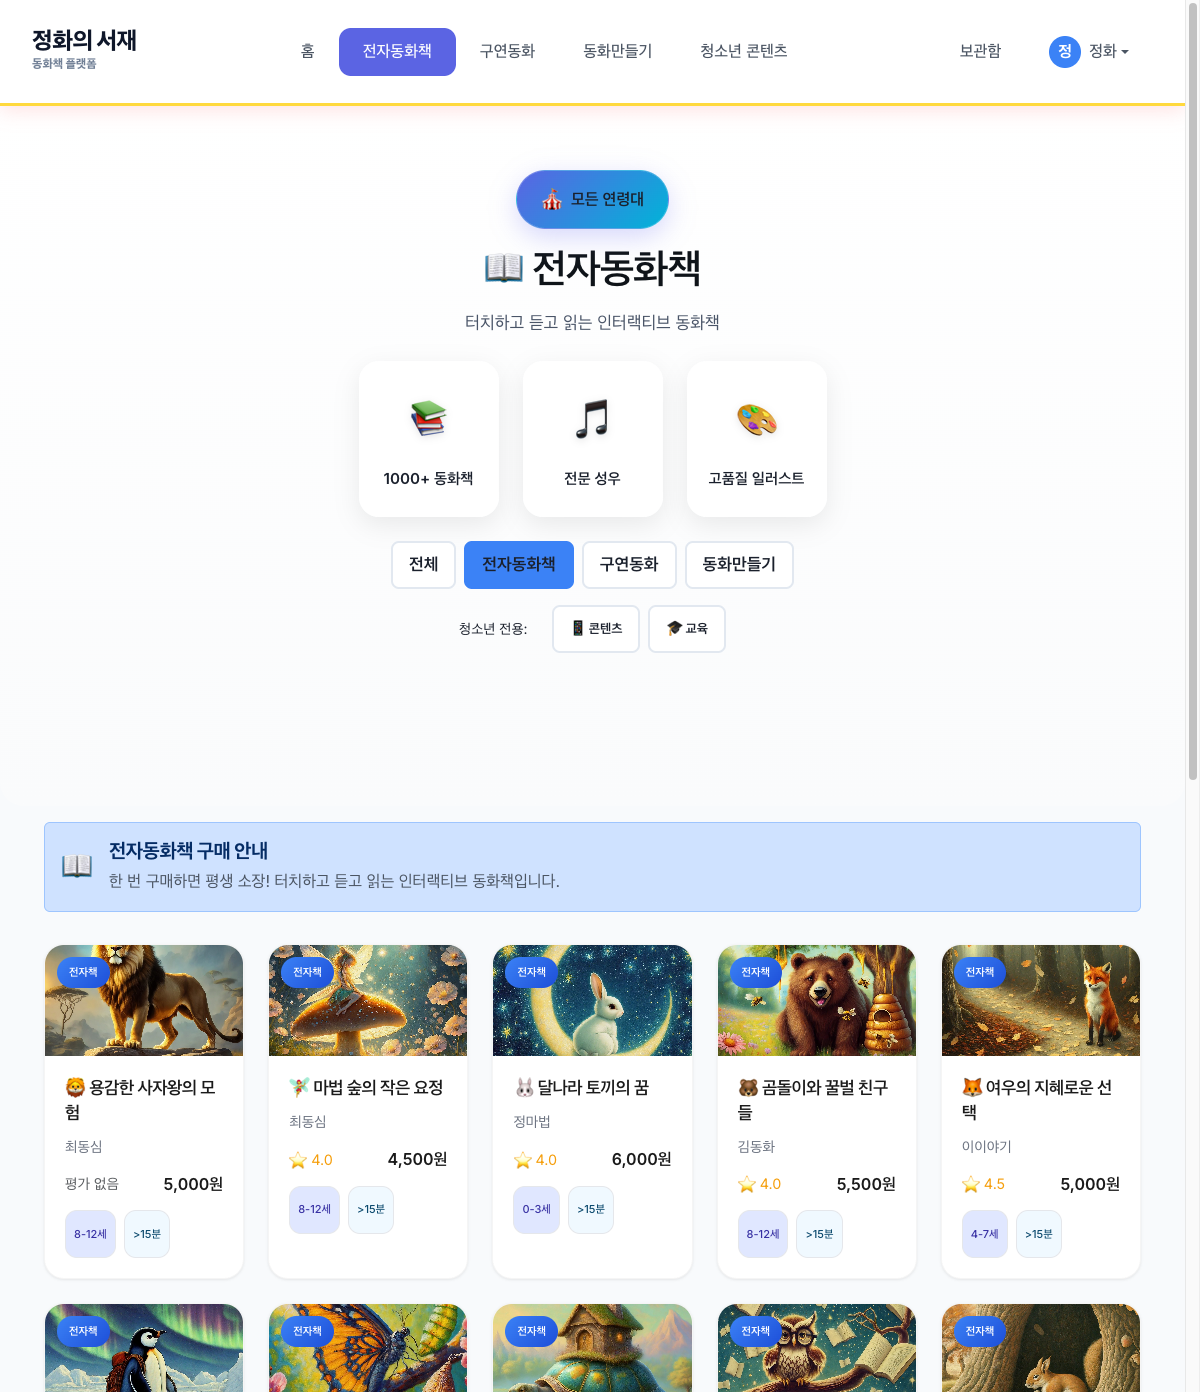 정화의 서재
동화책 플랫폼
홈
전자동화책
구연동화
동화만들기
청소년 콘텐츠
보관함
정
정화
모든 연령대
전자동화책
터치하고 듣고 읽는 인터랙티브 동화책
1000+ 동화책
전문 성우
고품질 일러스트
전체
전자동화책
구연동화
동화만들기
청소년 전용:
콘텐츠
교육
전자동화책 구매 안내
한 번 구매하면 평생 소장! 터치하고 듣고 읽는 인터랙티브 동화책입니다.
전자책
용감한 사자왕의 모
험
최동심
평가 없음
5,000원
8-12세
>15분
전자책
마법 숲의 작은 요정
최동심
4.0
4,500원
8-12세
>15분
전자책
달나라 토끼의 꿈
정마법
4.0
6,000원
0-3세
>15분
전자책
곰돌이와 꿀벌 친구
들
김동화
4.0
5,500원
8-12세
>15분
전자책
여우의 지혜로운 선
택
이이야기
4.5
5,000원
4-7세
>15분
전자책
전자책
전자책
전자책
전자책